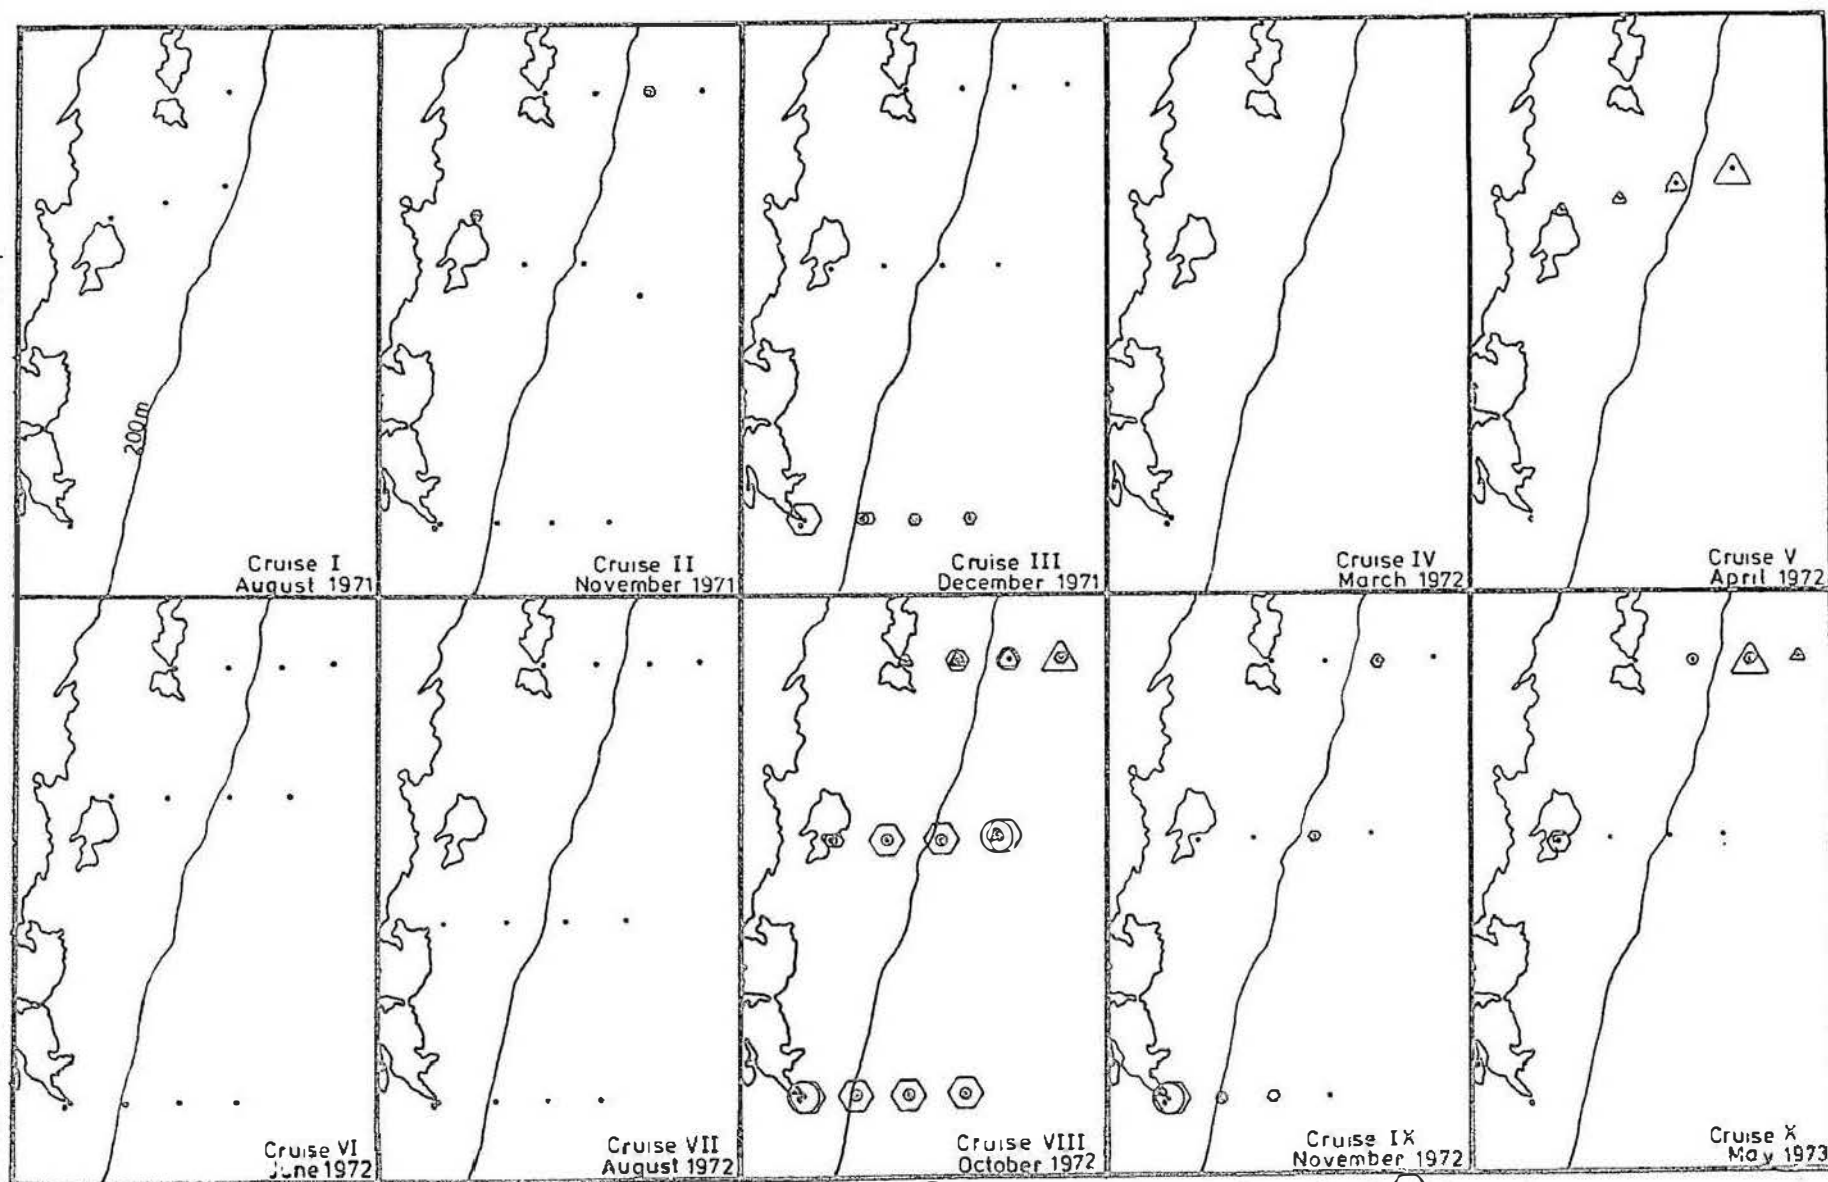 200m
Cruise I
August 1971
Cruise II
November 1971
Cruise III
December 1971
Cruise IV
March 1972
Cruise V
April 1972
Cruise VI
June 1972
Cruise VII
August 1972
Cruise VIII
October 1972
Cruise IX
November 1972
Cruise X
May 1973